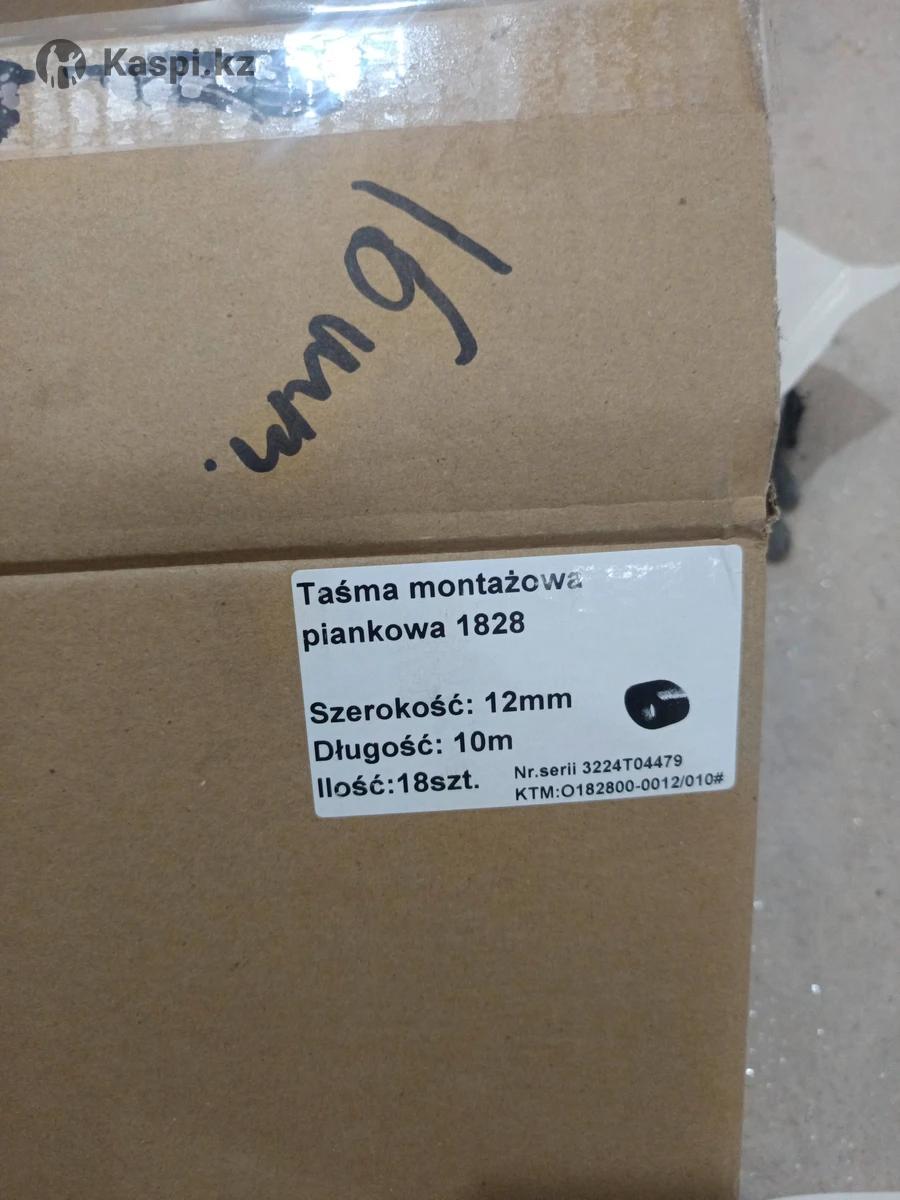 Kaspi.kz
16mm.
Taśma montażowa
piankowa 1828
Szerokość: 12mm
Długość: 10m
Ilość:18szt.
Nr.serii 3224T04479
KTM:O182800-0012/010#